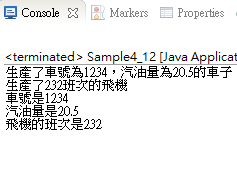 Console Markers Properties
<terminated> Sample4_12 [Java Applicat
生產了車號為1234，汽油量為20.5的車子
生產了232班次的飛機
車號是1234
汽油量是20.5
飛機的班次是232